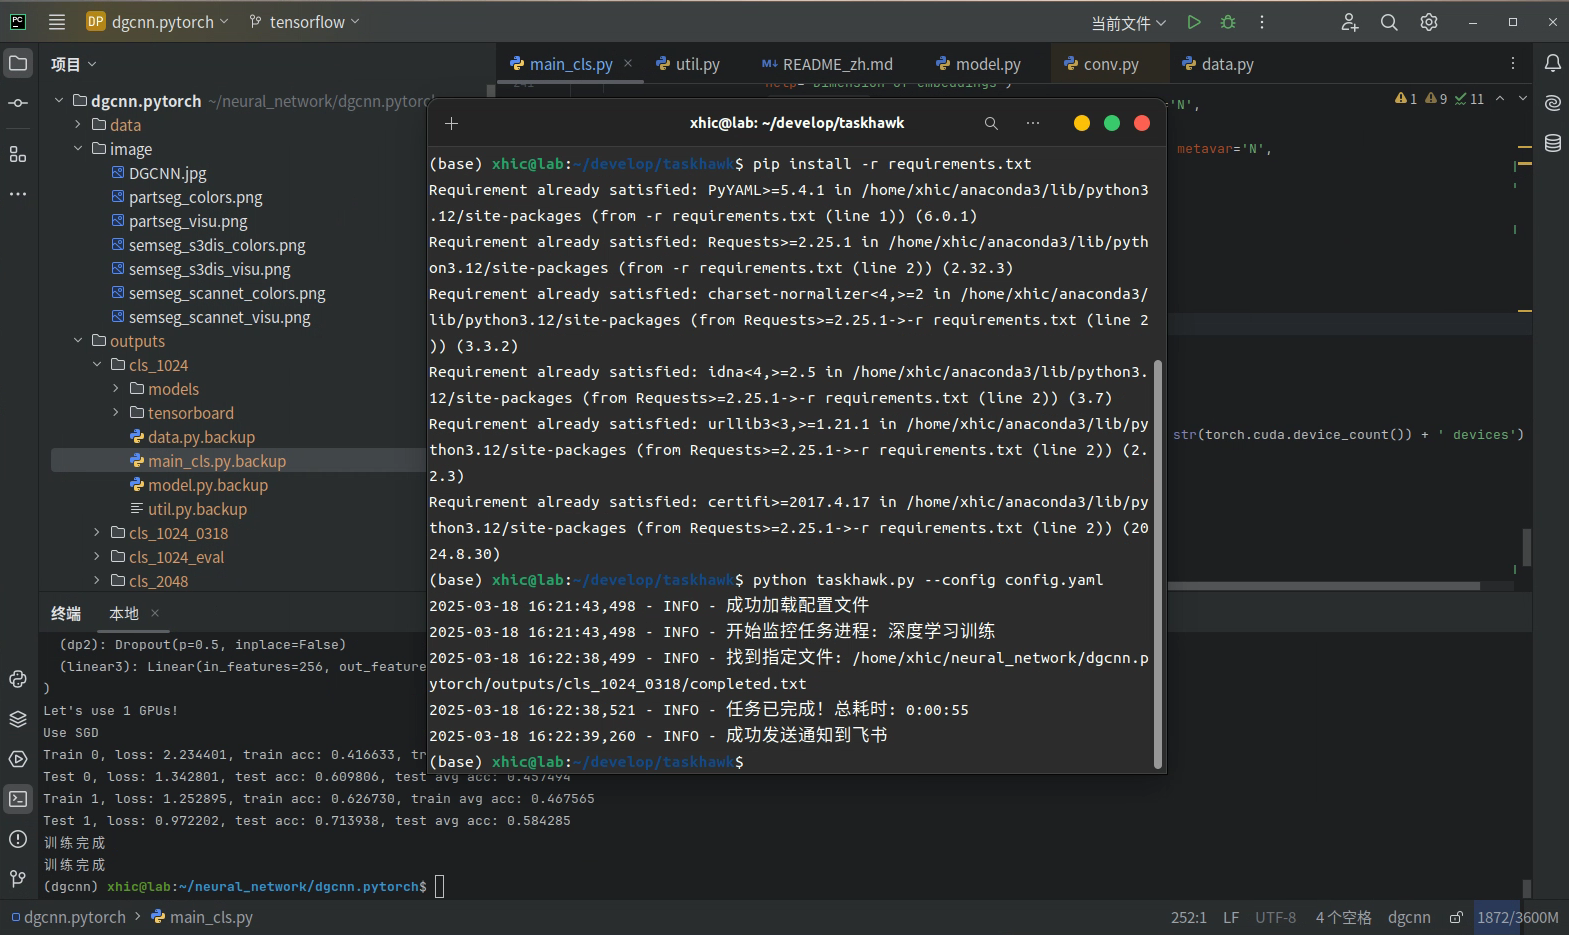 PC DP dgcnn.pytorch tensorflow 当前文件
项目
main_cls.py util.py README_zh.md model.py conv.py data.py
dgcnn.pytorch ~/neural_network/dgcnn.pytorch
data
image
DGCNN.jpg
partseg_colors.png
partseg_visu.png
semseg_s3dis_colors.png
semseg_s3dis_visu.png
semseg_scannet_colors.png
semseg_scannet_visu.png
outputs
cls_1024
models
tensorboard
data.py.backup
main_cls.py.backup
model.py.backup
util.py.backup
cls_1024_0318
cls_1024_eval
cls_2048
1 9 11
='N',
metavar='N',
str(torch.cuda.device_count()) + ' devices')
xhic@lab: ~/develop/taskhawk
(base) xhic@lab:~/develop/taskhawk$ pip install -r requirements.txt
Requirement already satisfied: PyYAML>=5.4.1 in /home/xhic/anaconda3/lib/python3
.12/site-packages (from -r requirements.txt (line 1)) (6.0.1)
Requirement already satisfied: Requests>=2.25.1 in /home/xhic/anaconda3/lib/pyth
on3.12/site-packages (from -r requirements.txt (line 2)) (2.32.3)
Requirement already satisfied: charset-normalizer<4,>=2 in /home/xhic/anaconda3/
lib/python3.12/site-packages (from Requests>=2.25.1->-r requirements.txt (line 2
)) (3.3.2)
Requirement already satisfied: idna<4,>=2.5 in /home/xhic/anaconda3/lib/python3.
12/site-packages (from Requests>=2.25.1->-r requirements.txt (line 2)) (3.7)
Requirement already satisfied: urllib3<3,>=1.21.1 in /home/xhic/anaconda3/lib/py
thon3.12/site-packages (from Requests>=2.25.1->-r requirements.txt (line 2)) (2.
2.3)
Requirement already satisfied: certifi>=2017.4.17 in /home/xhic/anaconda3/lib/py
thon3.12/site-packages (from Requests>=2.25.1->-r requirements.txt (line 2)) (20
24.8.30)
(base) xhic@lab:~/develop/taskhawk$ python taskhawk.py --config config.yaml
2025-03-18 16:21:43,498 - INFO - 成功加载配置文件
2025-03-18 16:21:43,498 - INFO - 开始监控任务进程: 深度学习训练
2025-03-18 16:22:38,499 - INFO - 找到指定文件: /home/xhic/neural_network/dgcnn.p
ytorch/outputs/cls_1024_0318/completed.txt
2025-03-18 16:22:38,521 - INFO - 任务已完成! 总耗时: 0:00:55
2025-03-18 16:22:39,260 - INFO - 成功发送通知到飞书
(base) xhic@lab:~/develop/taskhawk$
终端 本地
(dp2): Dropout(p=0.5, inplace=False)
(linear3): Linear(in_features=256, out_feature
)
Let's use 1 GPUs!
Use SGD
Train 0, loss: 2.234401, train acc: 0.416633, tr
Test 0, loss: 1.342801, test acc: 0.609806, test avg acc: 0.457494
Train 1, loss: 1.252895, train acc: 0.626730, train avg acc: 0.467565
Test 1, loss: 0.972202, test acc: 0.713938, test avg acc: 0.584285
训练完成
训练完成
(dgcnn) xhic@lab:~/neural_network/dgcnn.pytorch$
dgcnn.pytorch > main_cls.py 252:1 LF UTF-8 4 个空格 dgcnn 1872/3600M